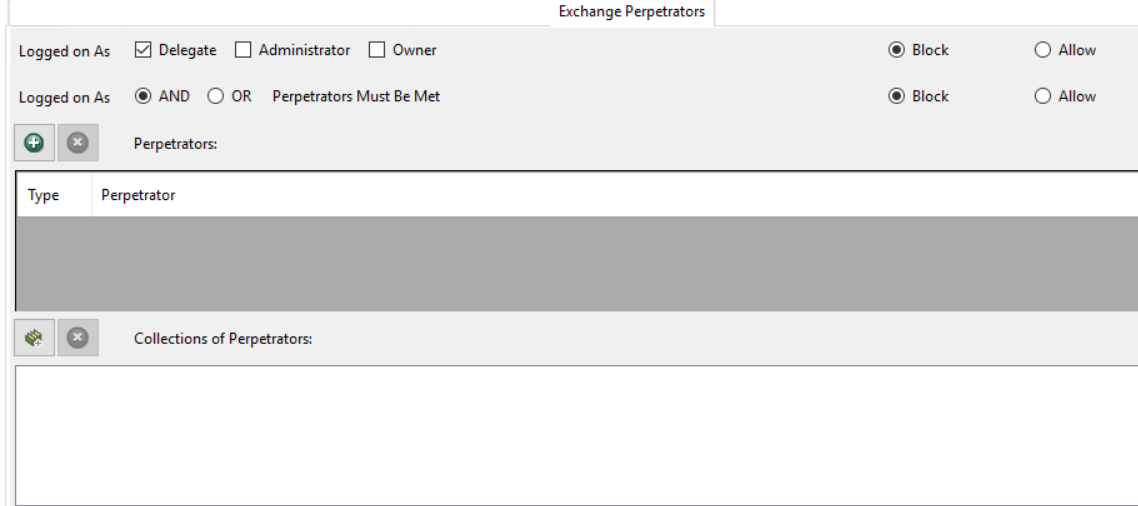 Exchange Perpetrators
Logged on As Delegate Administrator Owner Block Allow
Logged on As AND OR Perpetrators Must Be Met Block Allow
Perpetrators:
Type Perpetrator
Collections of Perpetrators: